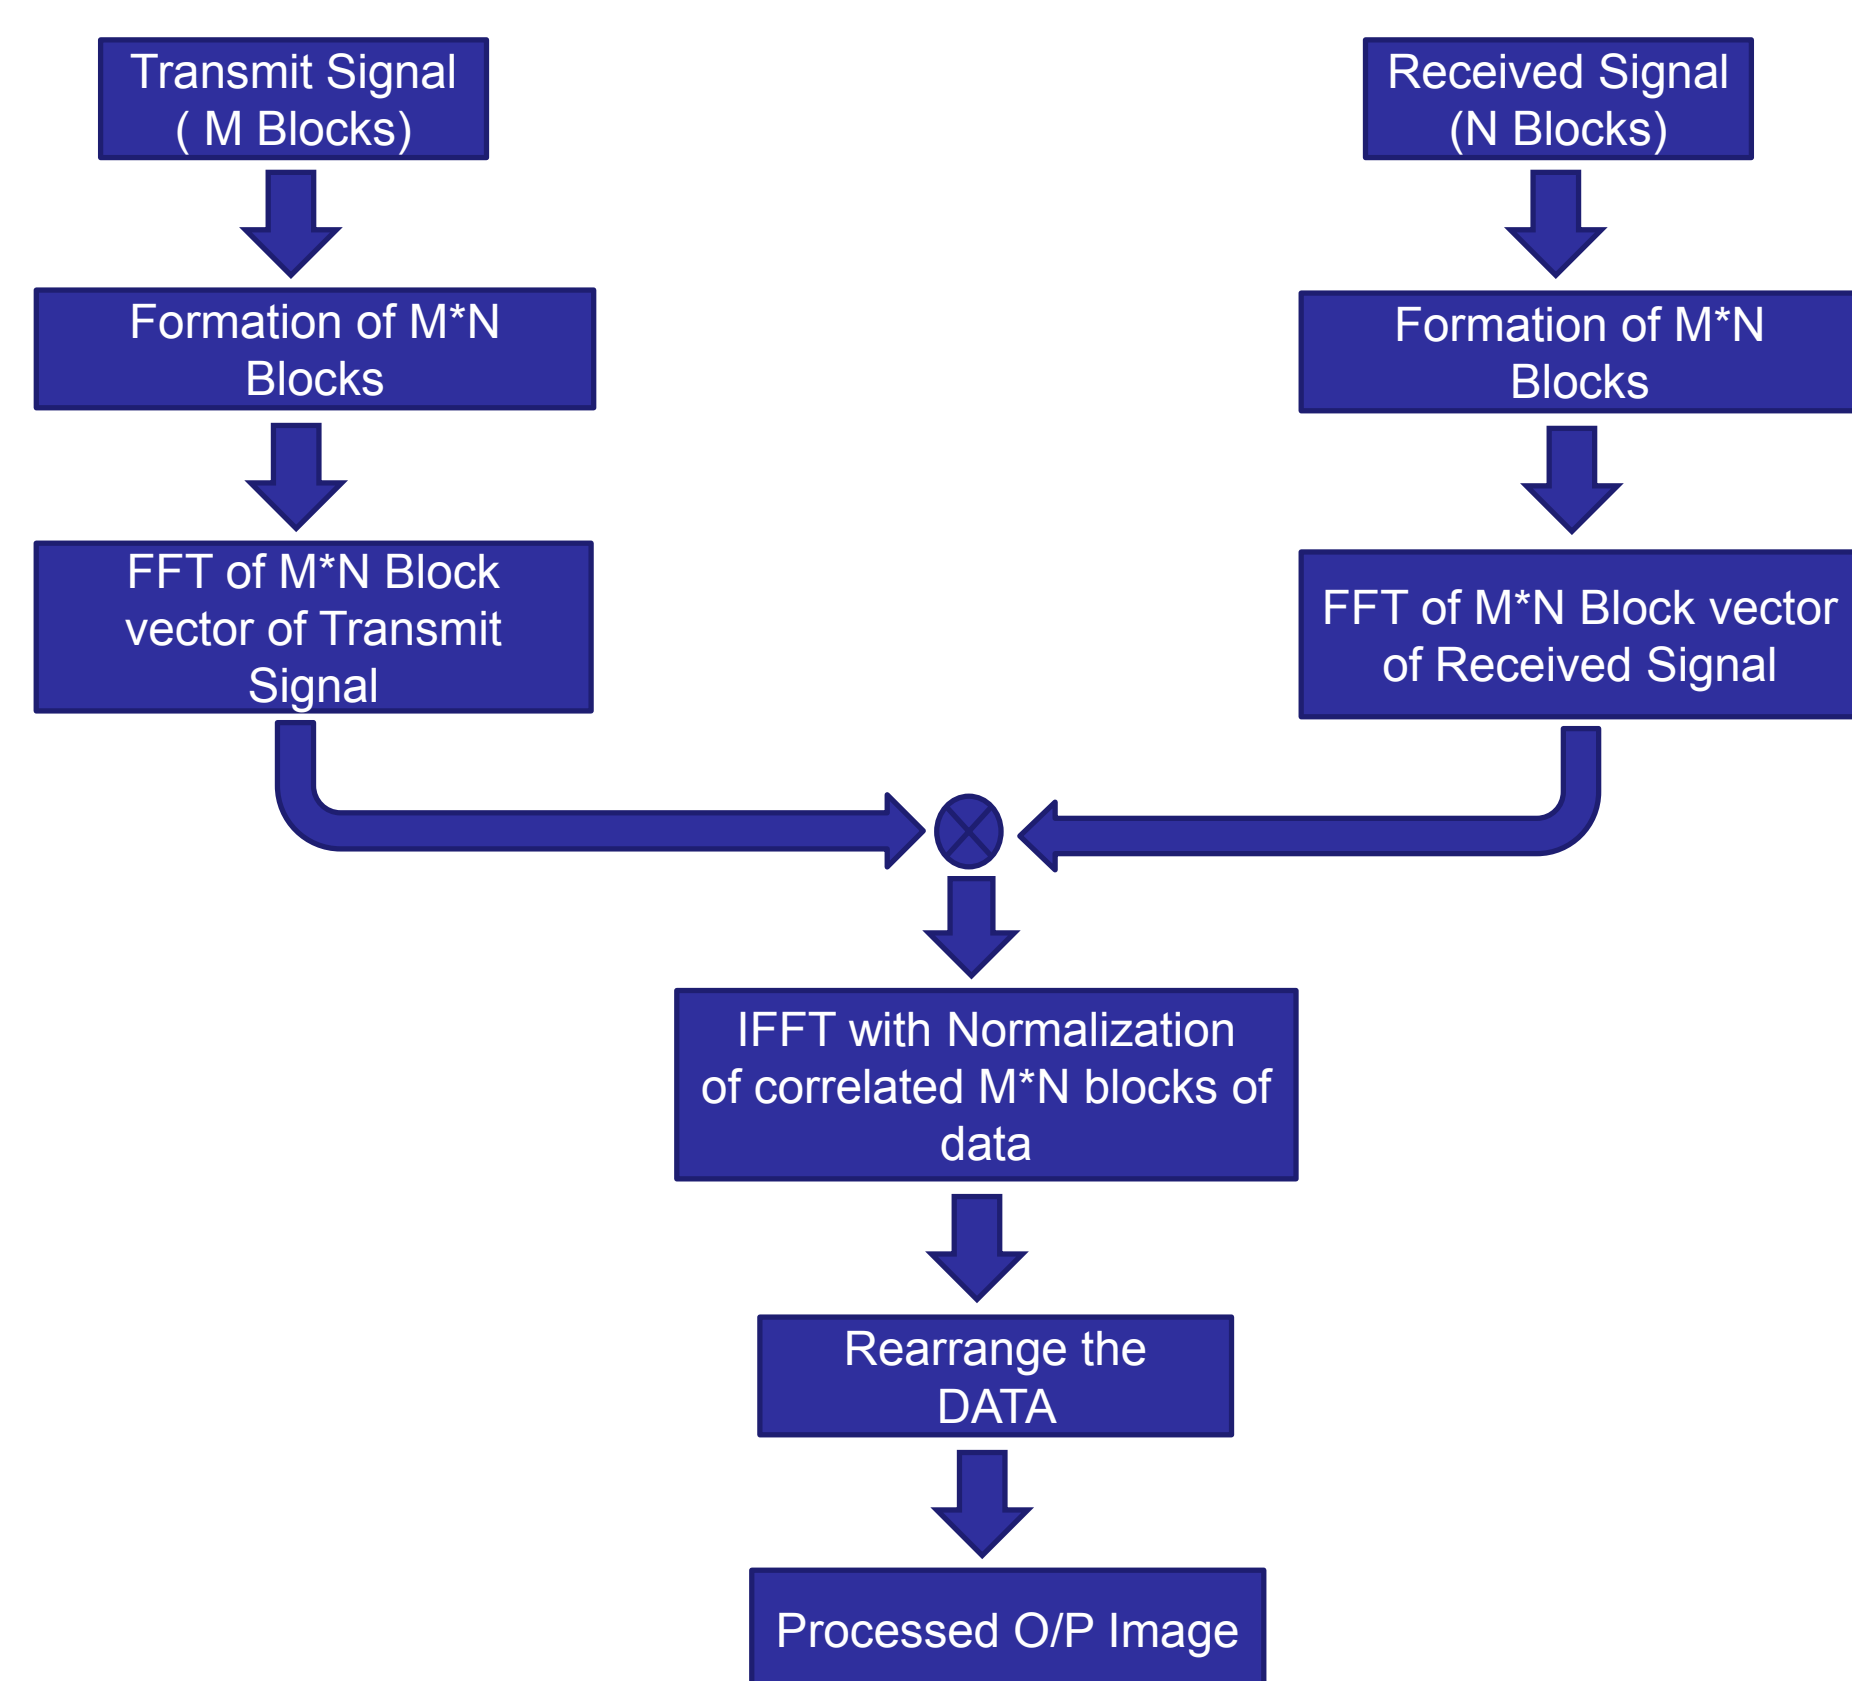 Transmit Signal
( M Blocks)
Received Signal
(N Blocks)
Formation of M*N
Blocks
Formation of M*N
Blocks
FFT of M*N Block
vector of Transmit
Signal
FFT of M*N Block vector
of Received Signal
IFFT with Normalization
of correlated M*N blocks of
data
Rearrange the
DATA
Processed O/P Image